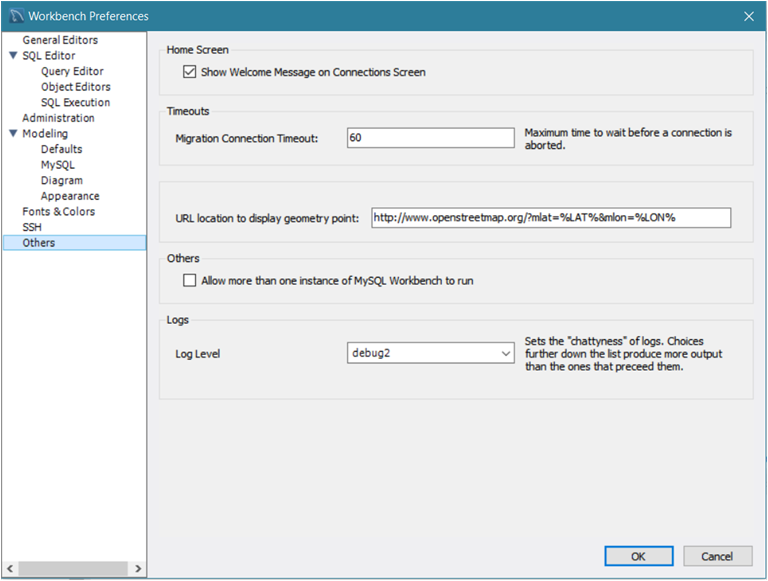 Workbench Preferences
General Editors
SQL Editor
Query Editor
Object Editors
SQL Execution
Administration
Modeling
Defaults
MySQL
Diagram
Appearance
Fonts & Colors
SSH
Others
Home Screen
Show Welcome Message on Connections Screen
Timeouts
Migration Connection Timeout:
60
Maximum time to wait before a connection is
aborted.
URL location to display geometry point:
http://www.openstreetmap.org/?mlat=%LAT%&mlon=%LON%
Others
Allow more than one instance of MySQL Workbench to run
Logs
Log Level
debug2
Sets the "chattyness" of logs. Choices
further down the list produce more output
than the ones that preceed them.
OK
Cancel